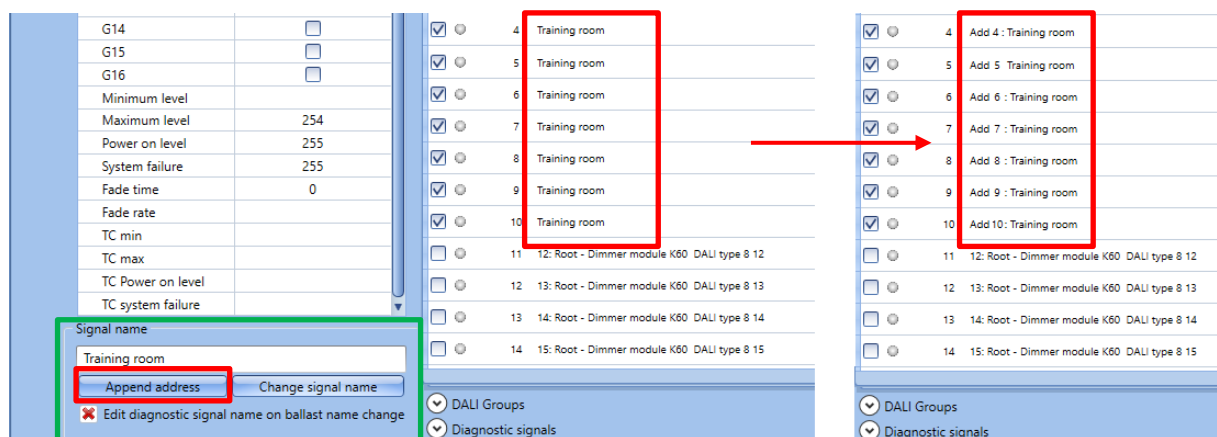 G14
G15
G16
Minimum level
Maximum level 254
Power on level 255
System failure 255
Fade time 0
Fade rate
TC min
TC max
TC Power on level
TC system failure
Signal name
Training room
Append address Change signal name
Edit diagnostic signal name on ballast name change
4 Training room
5 Training room
6 Training room
7 Training room
8 Training room
9 Training room
10 Training room
11 12: Root - Dimmer module K60 DALI type 8 12
12 13: Root - Dimmer module K60 DALI type 8 13
13 14: Root - Dimmer module K60 DALI type 8 14
14 15: Root - Dimmer module K60 DALI type 8 15
DALI Groups
Diagnostic signals
4 Add 4 : Training room
5 Add 5 Training room
6 Add 6 : Training room
7 Add 7 : Training room
8 Add 8 : Training room
9 Add 9 : Training room
10 Add 10: Training room
11 12: Root - Dimmer module K60 DALI type 8 12
12 13: Root - Dimmer module K60 DALI type 8 13
13 14: Root - Dimmer module K60 DALI type 8 14
14 15: Root - Dimmer module K60 DALI type 8 15
DALI Groups
Diagnostic signals